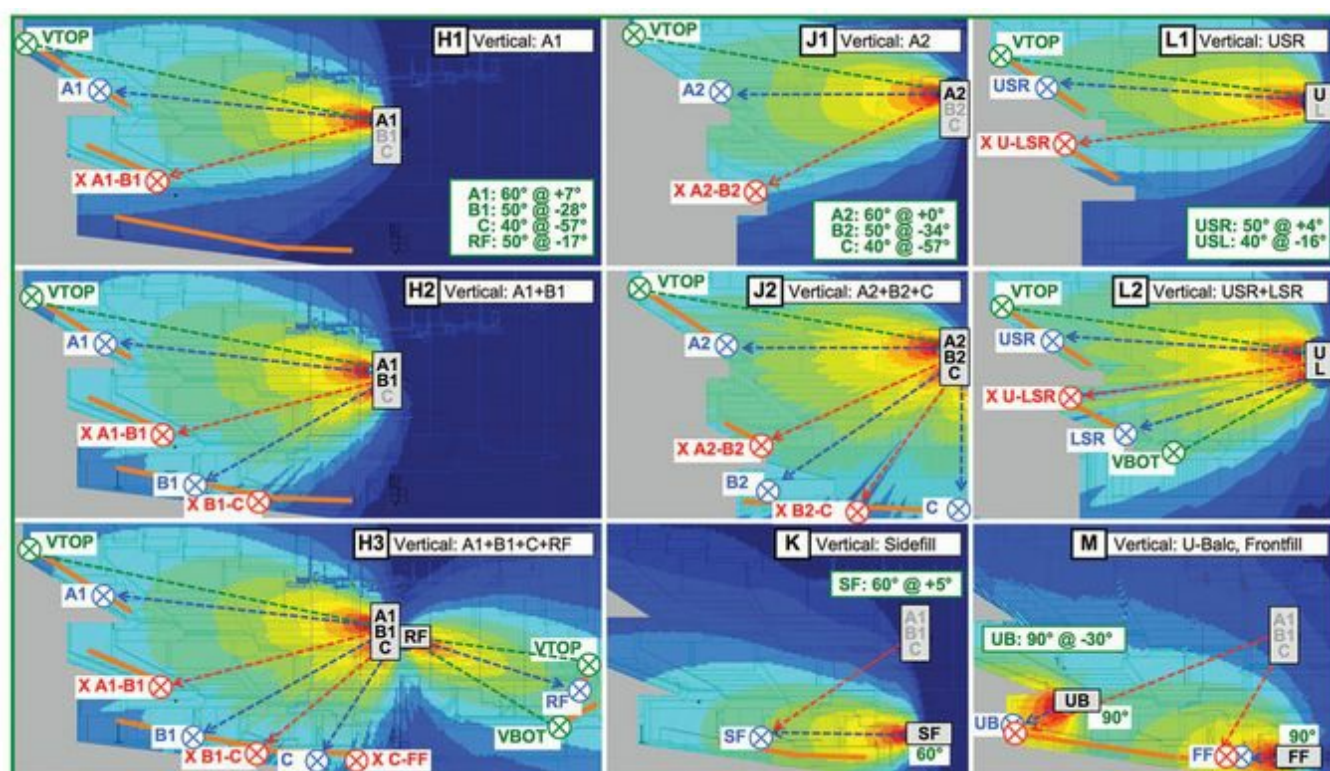 H1 Vertical: A1
VTOP
A1
A1
B1
C
X A1-B1
A1: 60° @ +7°
B1: 50° @ -28°
C: 40° @ -57°
RF: 50° @ -17°
J1 Vertical: A2
VTOP
A2
A2
B2
C
X A2-B2
A2: 60° @ +0°
B2: 50° @ -34°
C: 40° @ -57°
L1 Vertical: USR
VTOP
USR
U
L
X U-LSR
USR: 50° @ +4°
USL: 40° @ -16°
H2 Vertical: A1+B1
VTOP
A1
A1
B1
C
X A1-B1
B1
X B1-C
J2 Vertical: A2+B2+C
VTOP
A2
A2
B2
C
X A2-B2
B2
X B2-C
C
L2 Vertical: USR+LSR
VTOP
USR
U
L
X U-LSR
LSR
VBOT
H3 Vertical: A1+B1+C+RF
VTOP
A1
A1
B1
C
RF
VTOP
X A1-B1
RF
B1
VBOT
X B1-C
C
X C-FF
K Vertical: Sidefill
SF: 60° @ +5°
A1
B1
C
SF
SF
60°
M Vertical: U-Balc, Frontfill
A1
B1
C
UB: 90° @ -30°
UB
90°
UB
90°
FF
FF